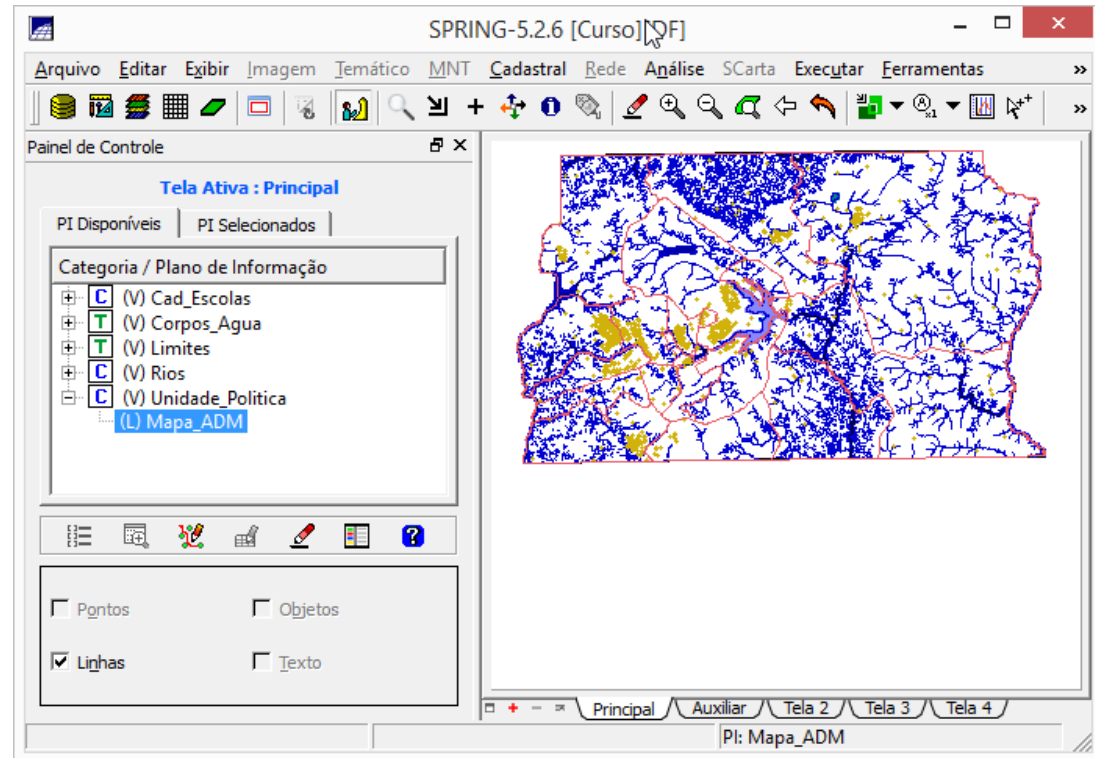 SPRING-5.2.6 [Curso][DF]
Arquivo Editar Exibir Imagem Temático MNT Cadastral Rede Análise SCarta Executar Ferramentas »
»
Painel de Controle
Tela Ativa : Principal
PI Disponíveis PI Selecionados
Categoria / Plano de Informação
C (V) Cad_Escolas
T (V) Corpos_Agua
T (V) Limites
C (V) Rios
C (V) Unidade_Politica
(L) Mapa_ADM
Pontos Objetos
Linhas Texto
Principal Auxiliar Tela 2 Tela 3 Tela 4
PI: Mapa_ADM